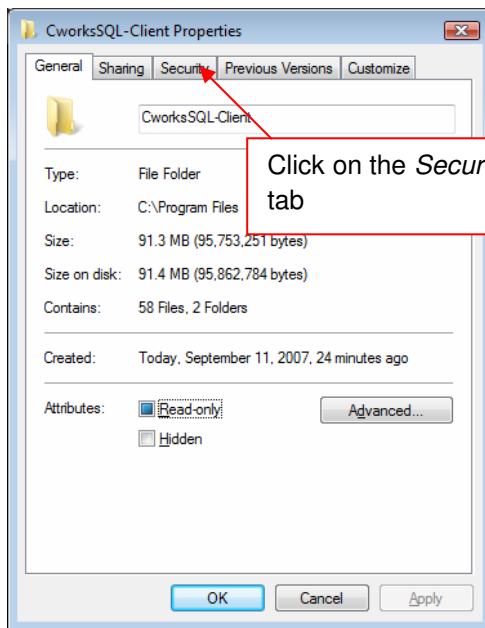 CworksSQL-Client Properties
General Sharing Security Previous Versions Customize
CworksSQL-Client
Click on the Secur
tab
Type: File Folder
Location: C:\Program Files
Size: 91.3 MB (95,753,251 bytes)
Size on disk: 91.4 MB (95,862,784 bytes)
Contains: 58 Files, 2 Folders
Created: Today, September 11, 2007, 24 minutes ago
Attributes: Read-only Advanced...
Hidden
OK Cancel Apply